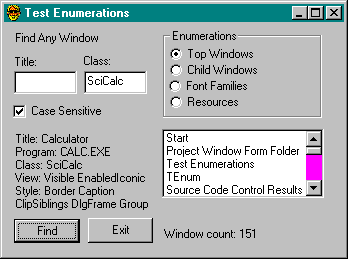 Test Enumerations
Find Any Window
Title:
Class:
SciCalc
Case Sensitive
Title: Calculator
Program: CALC.EXE
Class: SciCalc
View: Visible EnabledIconic
Style: Border Caption
ClipSiblings DlgFrame Group
Find
Exit
Enumerations
Top Windows
Child Windows
Font Families
Resources
Start
Project Window Form Folder
Test Enumerations
TEnum
Source Code Control Results
Window count: 151